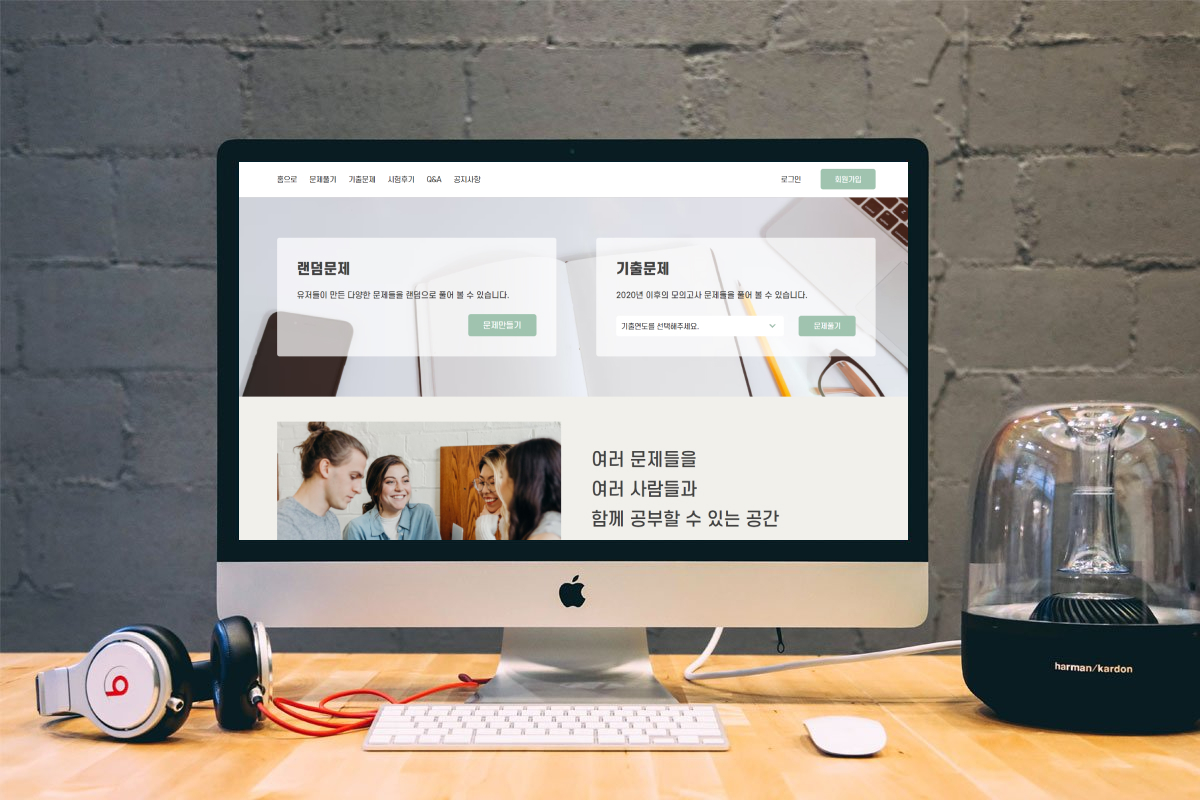 홈으로 문제풀기 기출문제 시험후기 Q&A 공지사항 로그인 회원가입
랜덤문제
유저들이 만든 다양한 문제들을 랜덤으로 풀어 볼 수 있습니다.
문제만들기
기출문제
2020년 이후의 모의고사 문제들을 풀어 볼 수 있습니다.
기출연도를 선택해주세요. 문제풀기
여러 문제들을
여러 사람들과
함께 공부할 수 있는 공간
harman/kardon